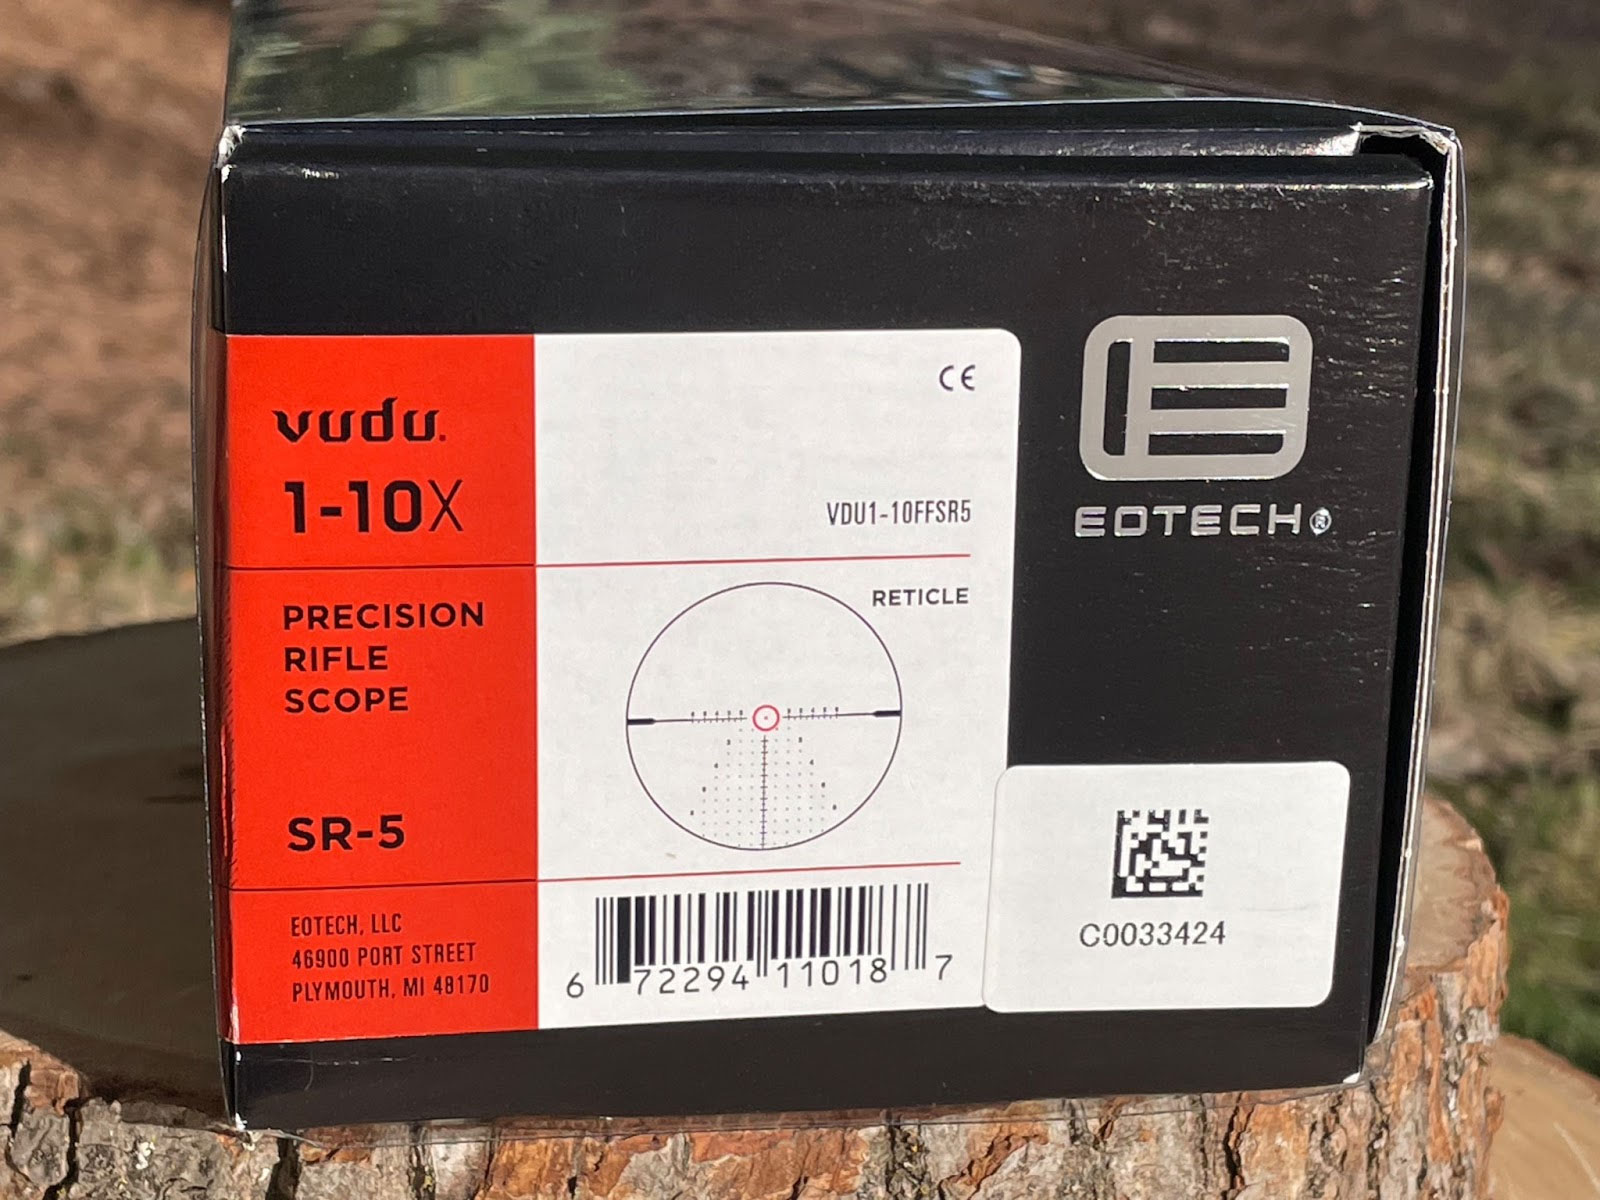 vudu.
1-10X
PRECISION
RIFLE
SCOPE
SR-5
EOTECH, LLC
46900 PORT STREET
PLYMOUTH, MI 48170
CE
VDU1-10FFSR5
RETICLE
6 72294 11018 7
EOTECH®
C0033424